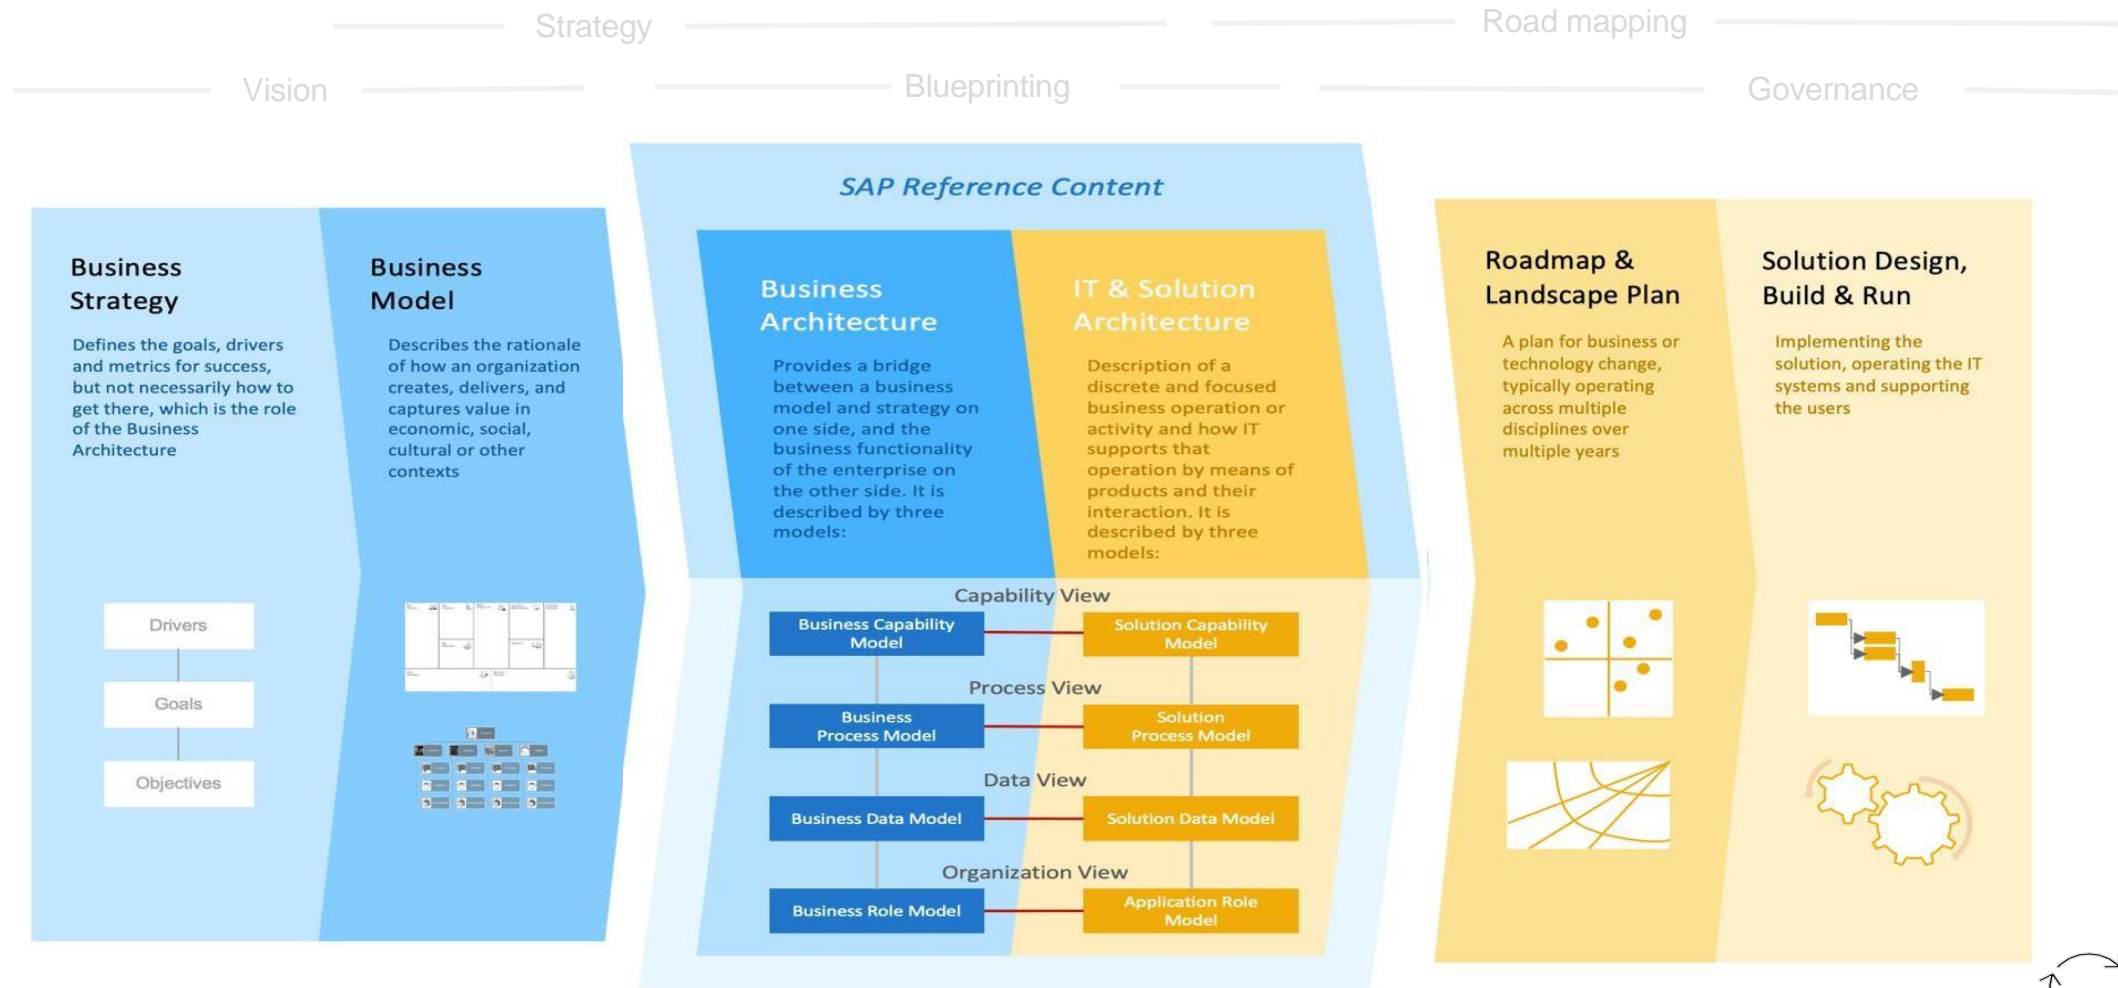 Strategy
Road mapping
Vision
Blueprinting
Governance
SAP Reference Content
Business
Strategy
Defines the goals, drivers
and metrics for success,
but not necessarily how to
get there, which is the role
of the Business
Architecture
Drivers
Goals
Objectives
Business
Model
Describes the rationale
of how an organization
creates, delivers, and
captures value in
economic, social,
cultural or other
contexts
Business
Architecture
Provides a bridge
between a business
model and strategy on
one side, and the
business functionality
of the enterprise on
the other side. It is
described by three
models:
IT & Solution
Architecture
Description of a
discrete and focused
business operation or
activity and how IT
supports that
operation by means of
products and their
interaction. It is
described by three
models:
Capability View
Business Capability
Model
Solution Capability
Model
Process View
Business
Process Model
Solution
Process Model
Data View
Business Data Model
Solution Data Model
Organization View
Business Role Model
Application Role
Model
Roadmap &
Landscape Plan
A plan for business or
technology change,
typically operating
across multiple
disciplines over
multiple years
Solution Design,
Build & Run
Implementing the
solution, operating the IT
systems and supporting
the users